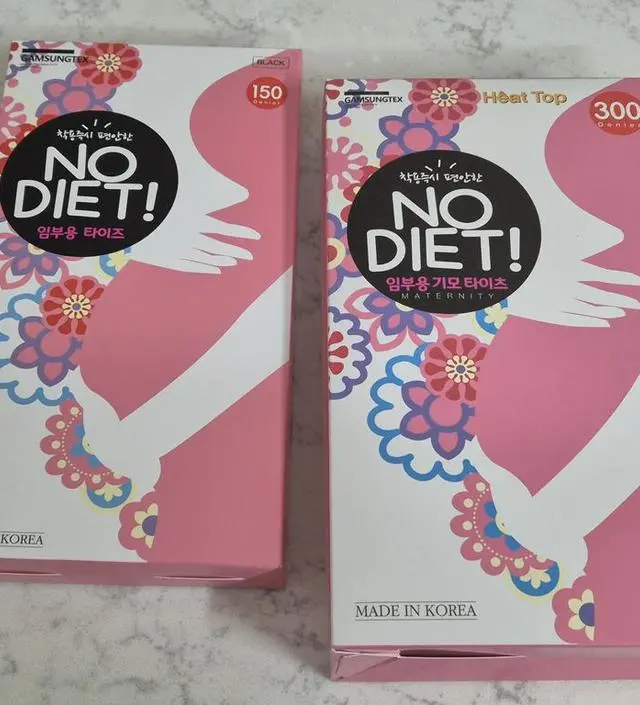 GAMSUNGTEX
BLACK
150
Denier
착용즉시 편안한
NO
DIET!
임부용 타이즈
KOREA
GAMSUNGTEX
Hêat Top
300
Denier
착용즉시 편안한
NO
DIET!
임부용 기모 타이츠
MATERNITY
MADE IN KOREA